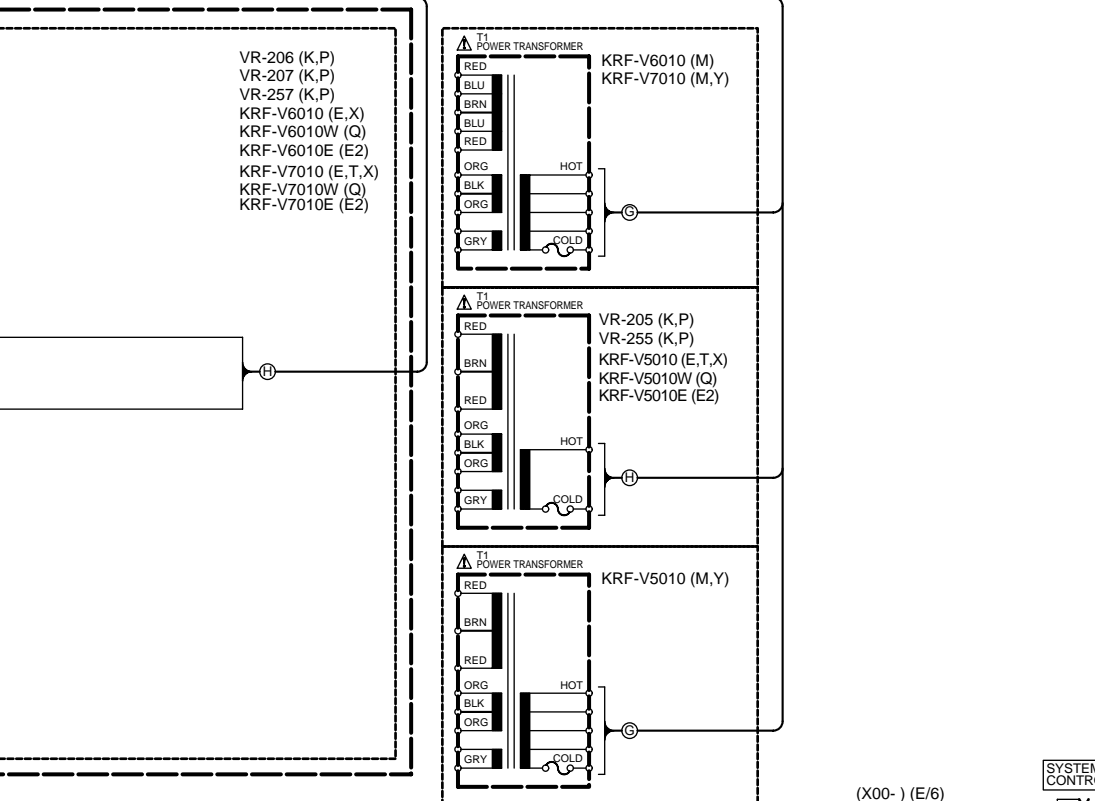 VR-206 (K,P)
VR-207 (K,P)
VR-257 (K,P)
KRF-V6010 (E,X)
KRF-V6010W (Q)
KRF-V6010E (E2)
KRF-V7010 (E,T,X)
KRF-V7010W (Q)
KRF-V7010E (E2)
H
T1
POWER TRANSFORMER
KRF-V6010 (M)
KRF-V7010 (M,Y)
RED
BLU
BRN
BLU
RED
ORG
HOT
BLK
ORG
G
GRY
COLD
T1
POWER TRANSFORMER
VR-205 (K,P)
VR-255 (K,P)
KRF-V5010 (E,T,X)
KRF-V5010W (Q)
KRF-V5010E (E2)
RED
BRN
RED
ORG
BLK
HOT
ORG
H
GRY
COLD
T1
POWER TRANSFORMER
KRF-V5010 (M,Y)
RED
BRN
RED
ORG
HOT
BLK
ORG
G
GRY
COLD
(X00- ) (E/6)
SYSTEM
CONTRO